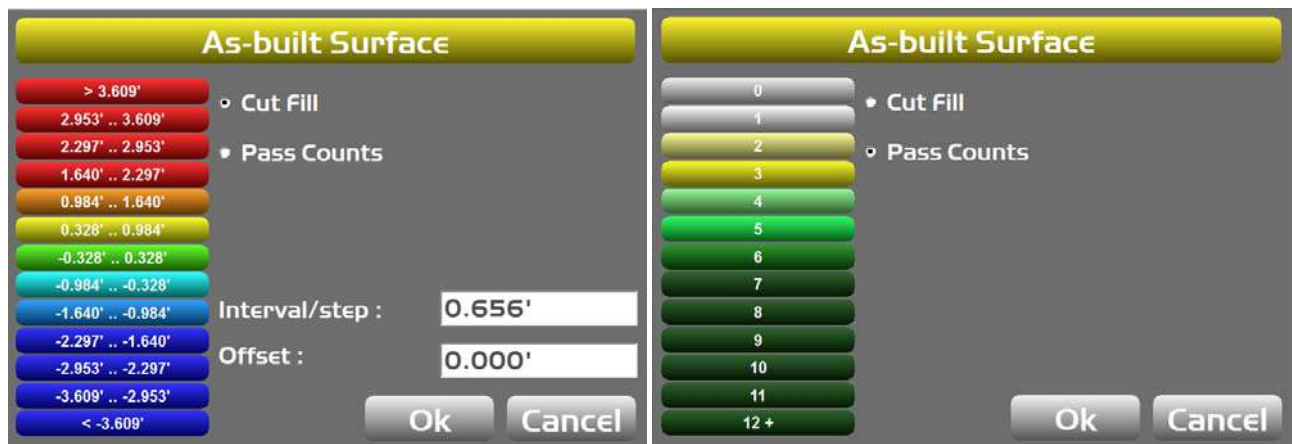 As-built Surface
> 3.609'
2.953' .. 3.609'
2.297' .. 2.953'
1.640' .. 2.297'
0.984' .. 1.640'
0.328' .. 0.984'
-0.328' .. 0.328'
-0.984' .. -0.328'
-1.640' .. -0.984'
-2.297' .. -1.640'
-2.953' .. -2.297'
-3.609' .. -2.953'
< -3.609'
Cut Fill
Pass Counts
Interval/step : 0.656'
Offset : 0.000'
Ok Cancel
As-built Surface
0
1
2
3
4
5
6
7
8
9
10
11
12 +
Cut Fill
Pass Counts
Ok Cancel